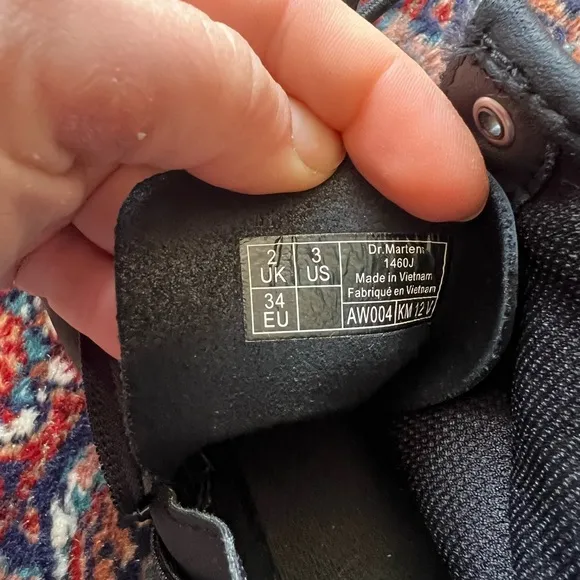 2 UK
3 US
34 EU
Dr.Martens
1460J
Made in Vietnam
Fabriqué en Vietnam
AW004 KM 12 V